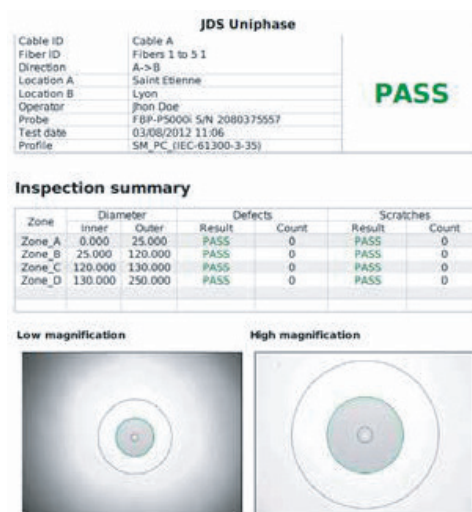 JDS Uniphase
Cable ID Cable A
Fiber ID Fibers 1 to 5 1
Direction A->B
Location A Saint Etienne
Location B Lyon
Operator Jhon Doe
Probe FBP-P5000i S/N 2080375557
Test date 03/08/2012 11:06
Profile SM_PC_(IEC-61300-3-35)
PASS
Inspection summary
Zone Diameter Defects Scratches
Inner Outer Result Count Result Count
Zone_A 0.000 25.000 PASS 0 PASS 0
Zone_B 25.000 120.000 PASS 0 PASS 0
Zone_C 120.000 130.000 PASS 0 PASS 0
Zone_D 130.000 250.000 PASS 0 PASS 0
Low magnification High magnification